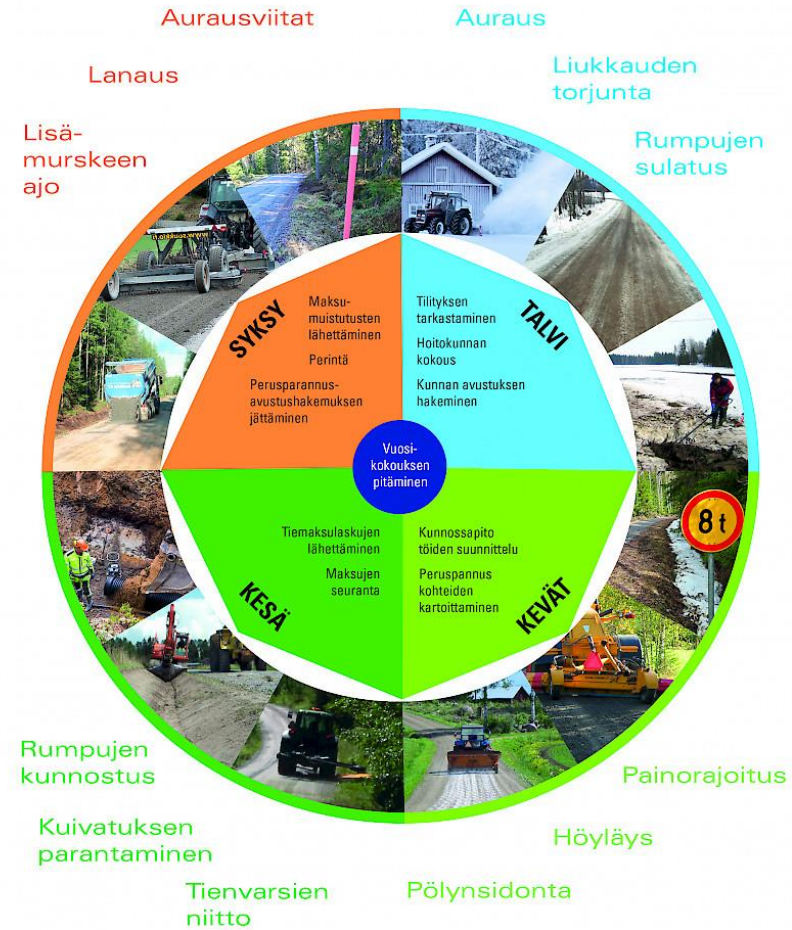 Aurausviitat
Auraus
Lanaus
Liukkauden
torjunta
Lisä-
murskeen
ajo
Rumpujen
sulatus
SYKSY
Maksu-
muistutusten
lähettäminen
Perintä
Perusparannus-
avustushakemuksen
jättäminen
TALVI
Tilityksen
tarkastaminen
Hoitokunnan
kokous
Kunnan avustuksen
hakeminen
Vuosi-
kokouksen
pitäminen
8 t
KESÄ
Tiemaksulaskujen
lähettäminen
Maksujen
seuranta
KEVÄT
Kunnossapito
töiden suunnittelu
Peruspannus
kohteiden
kartoittaminen
Rumpujen
kunnostus
Painorajoitus
Kuivatuksen
parantaminen
Höyläys
Tienvarsien
niitto
Pölynsidonta